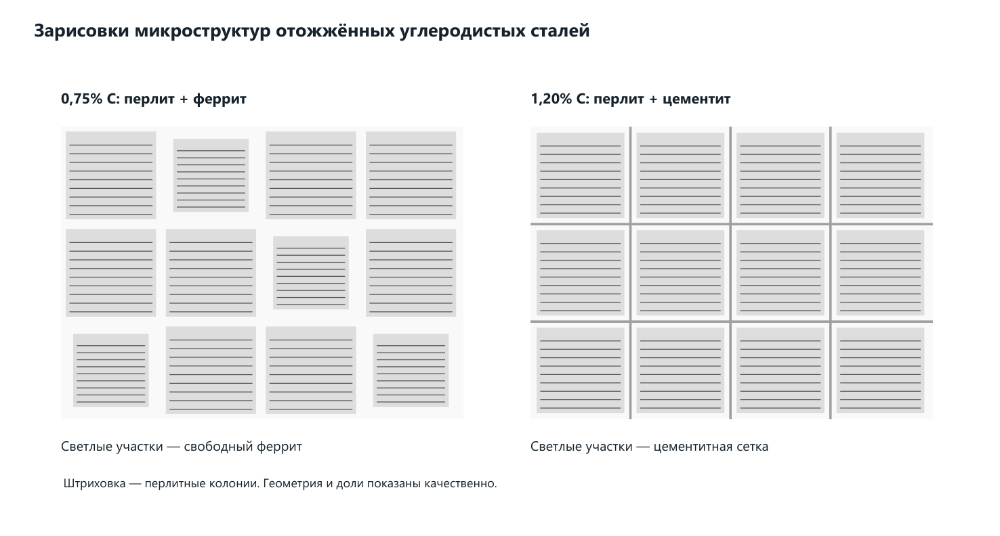 Зарисовки микроструктур отожжённых углеродистых сталей
0,75% C: перлит + феррит
1,20% C: перлит + цементит
Светлые участки — свободный феррит
Светлые участки — цементитная сетка
Штриховка — перлитные колонии. Геометрия и доли показаны качественно.